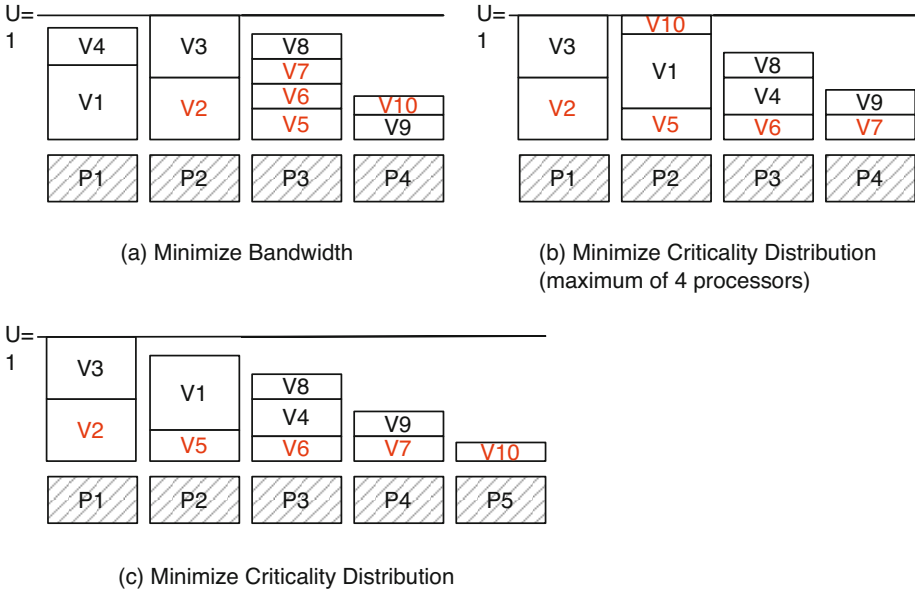 U=
1
V4
V1
V3
V2
V8
V7
V6
V5
V10
V9
P1
P2
P3
P4
(a) Minimize Bandwidth
U=
1
V3
V2
V10
V1
V5
V8
V4
V6
V9
V7
P1
P2
P3
P4
(b) Minimize Criticality Distribution
(maximum of 4 processors)
U=
1
V3
V2
V1
V5
V8
V4
V6
V9
V7
V10
P1
P2
P3
P4
P5
(c) Minimize Criticality Distribution